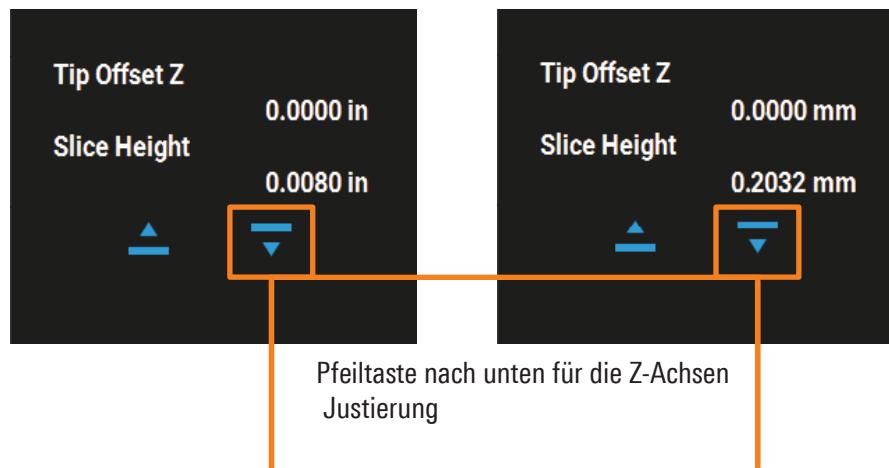 Tip Offset Z
0.0000 in
Slice Height
0.0080 in
Tip Offset Z
0.0000 mm
Slice Height
0.2032 mm
Pfeiltaste nach unten für die Z-Achsen
Justierung